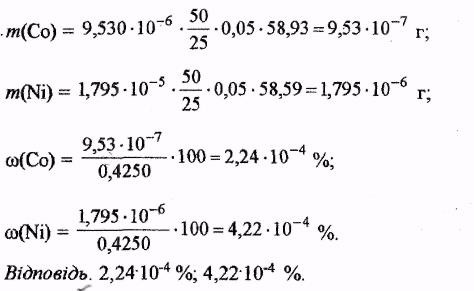 m(Co) = 9,530·10⁻⁶ · 50/25 · 0,05 · 58,93 = 9,53·10⁻⁷ г;
m(Ni) = 1,795·10⁻⁵ · 50/25 · 0,05 · 58,59 = 1,795·10⁻⁶ г;
ω(Co) = 9,53·10⁻⁷/0,4250 · 100 = 2,24·10⁻⁴ %;
ω(Ni) = 1,795·10⁻⁶/0,4250 · 100 = 4,22·10⁻⁴ %.
Відповідь. 2,24·10⁻⁴ %; 4,22·10⁻⁴ %.